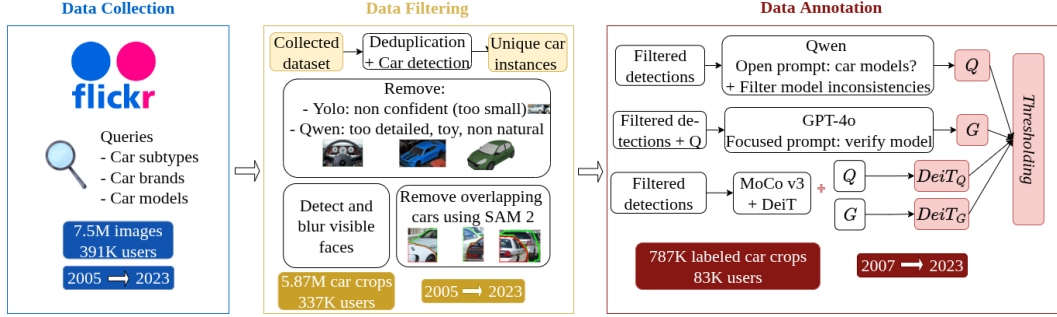 Data Collection
flickr
Queries
- Car subtypes
- Car brands
- Car models
7.5M images
391K users
2005 → 2023
Data Filtering
Collected
dataset
Deduplication
+ Car detection
Unique car
instances
Remove:
- Yolo: non confident (too small)
- Qwen: too detailed, toy, non natural
Detect and
blur visible
faces
Remove overlapping
cars using SAM 2
5.87M car crops
337K users
2005 → 2023
Data Annotation
Filtered
detections
Qwen
Open prompt: car models?
+ Filter model inconsistencies
Q
Filtered de-
tections + Q
GPT-4o
Focused prompt: verify model
G
Filtered
detections
MoCo v3
+ DeiT
+
Q
DeiT_Q
G
DeiT_G
Thresholding
787K labeled car crops
83K users
2007 → 2023